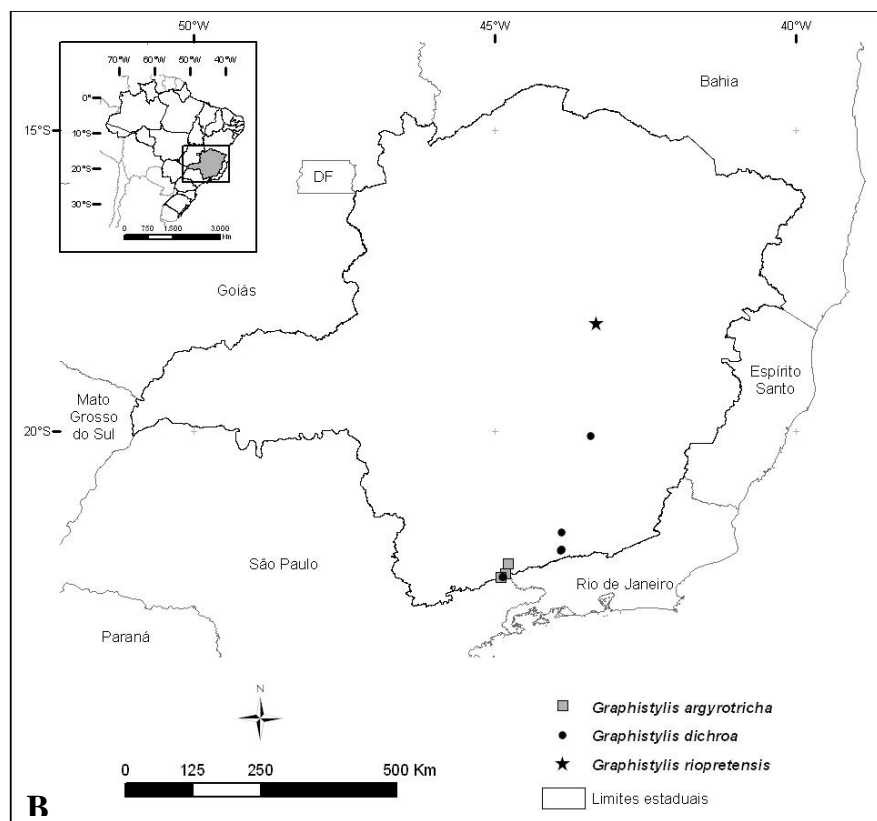 50°W 45°W 40°W
70°W 60°W 50°W 40°W
0°
10°S
20°S
30°S
0 750 1.500 3.000
Km
Bahia
15°S
DF
Goiás
Mato
Grosso
do Sul
Espírito
Santo
20°S
São Paulo
Rio de Janeiro
Paraná
N
0 125 250 500 Km
Graphistylis argyrotricha
Graphistylis dichroa
Graphistylis riopretensis
Limites estaduais
B